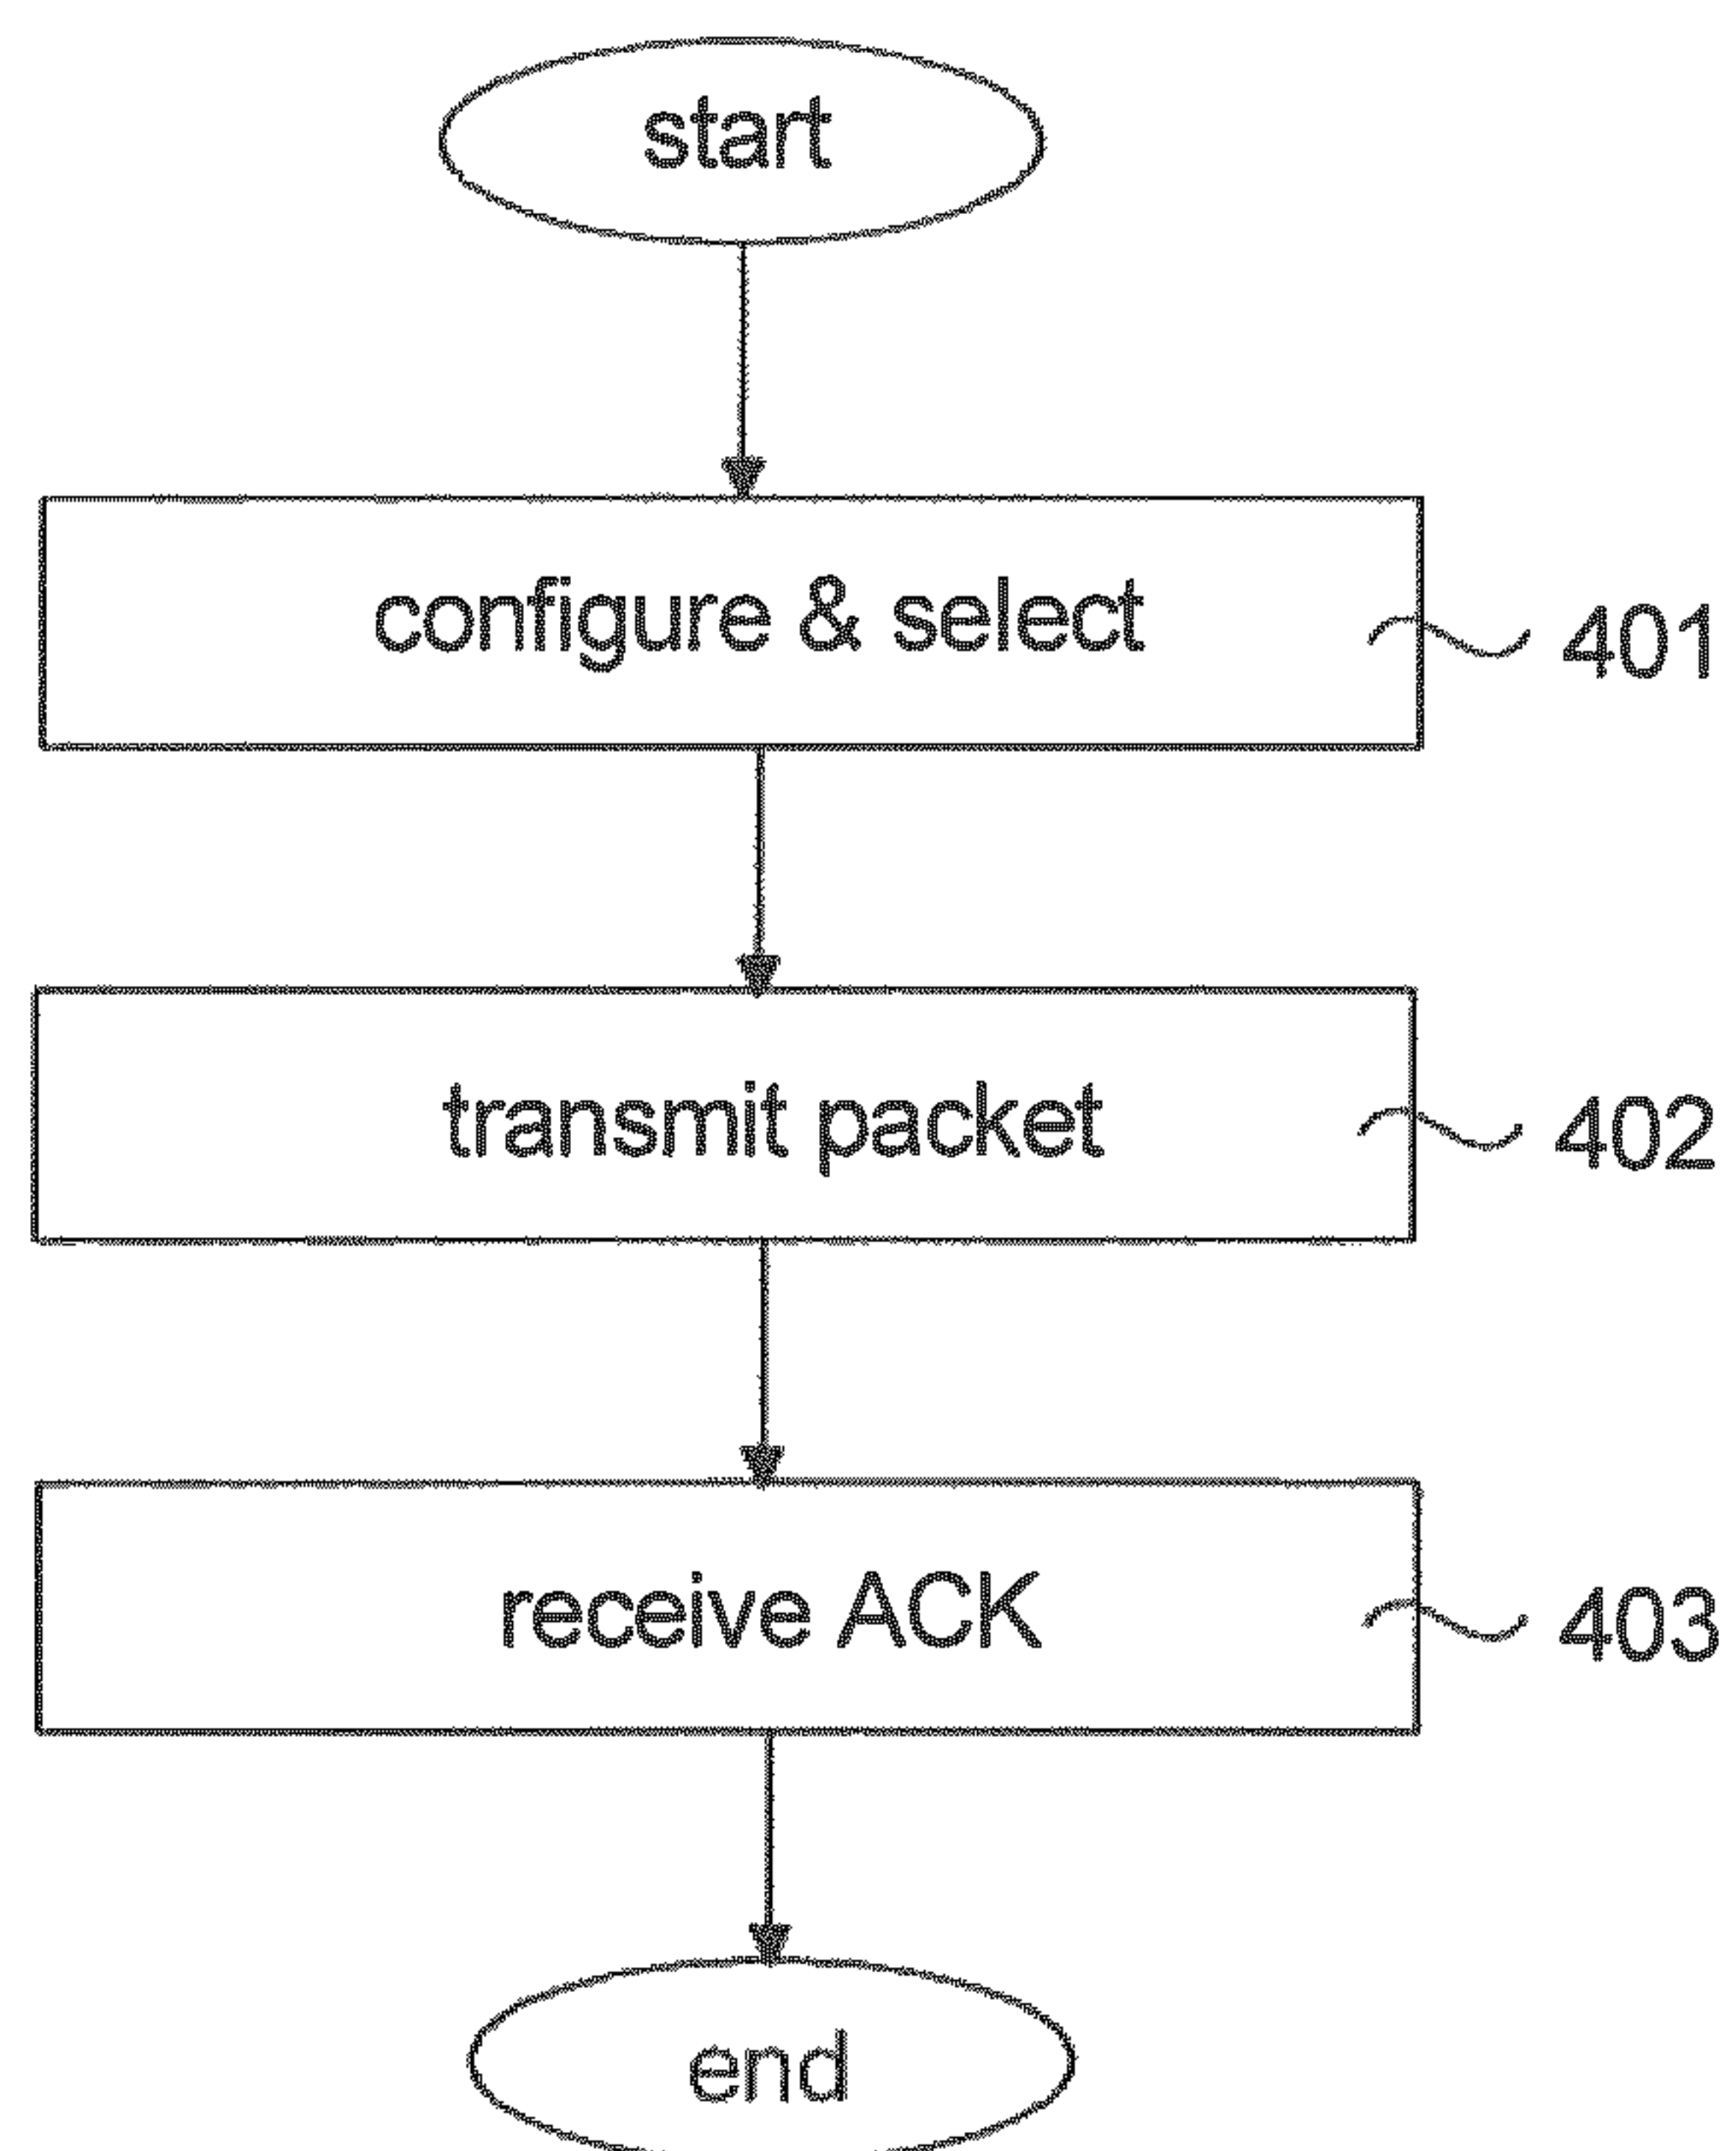 start
configure & select
401
transmit packet
402
receive ACK
403
end